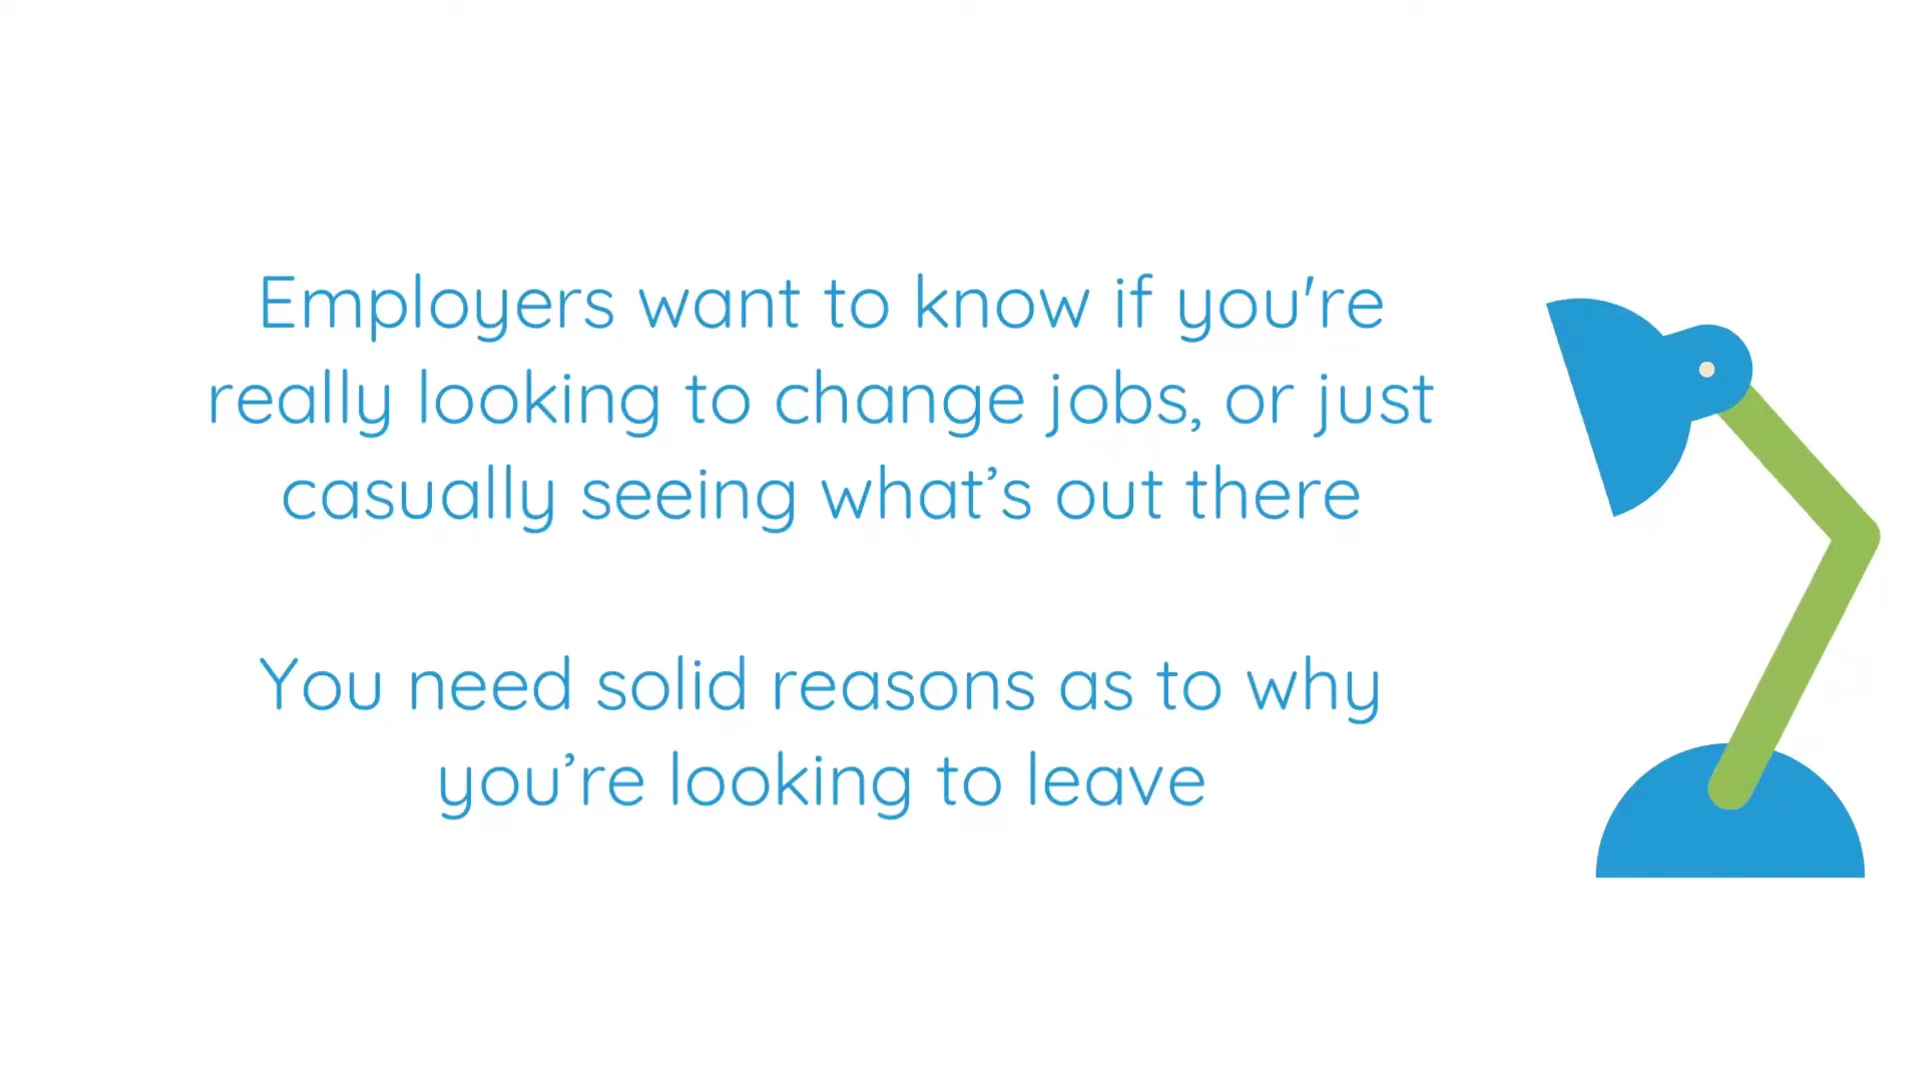 Employers want to know if you're
really looking to change jobs, or just
casually seeing what’s out there
You need solid reasons as to why
you’re looking to leave